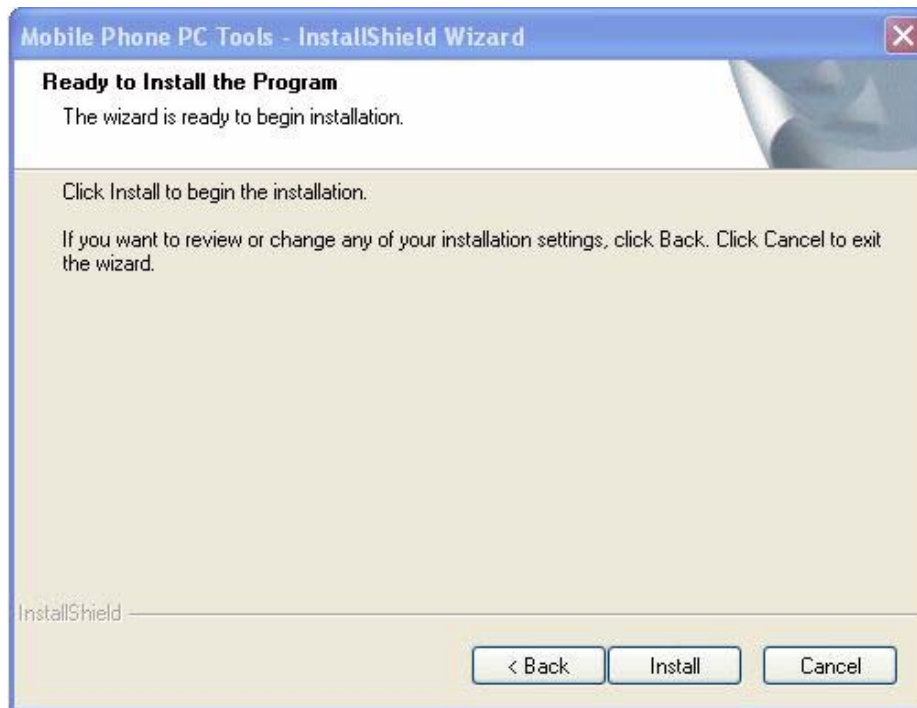 Mobile Phone PC Tools - InstallShield Wizard
Ready to Install the Program
The wizard is ready to begin installation.
Click Install to begin the installation.
If you want to review or change any of your installation settings, click Back. Click Cancel to exit
the wizard.
InstallShield
< Back Install Cancel